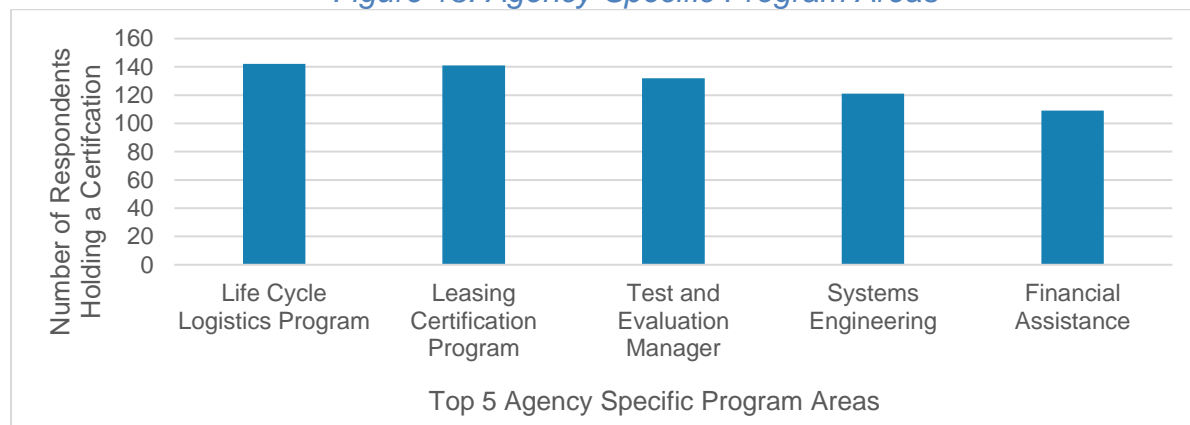 160
140
120
100
80
60
40
20
0
Number of Respondents
Holding a Certifcation
Life Cycle
Logistics Program
Leasing
Certification
Program
Test and
Evaluation
Manager
Systems
Engineering
Financial
Assistance
Top 5 Agency Specific Program Areas